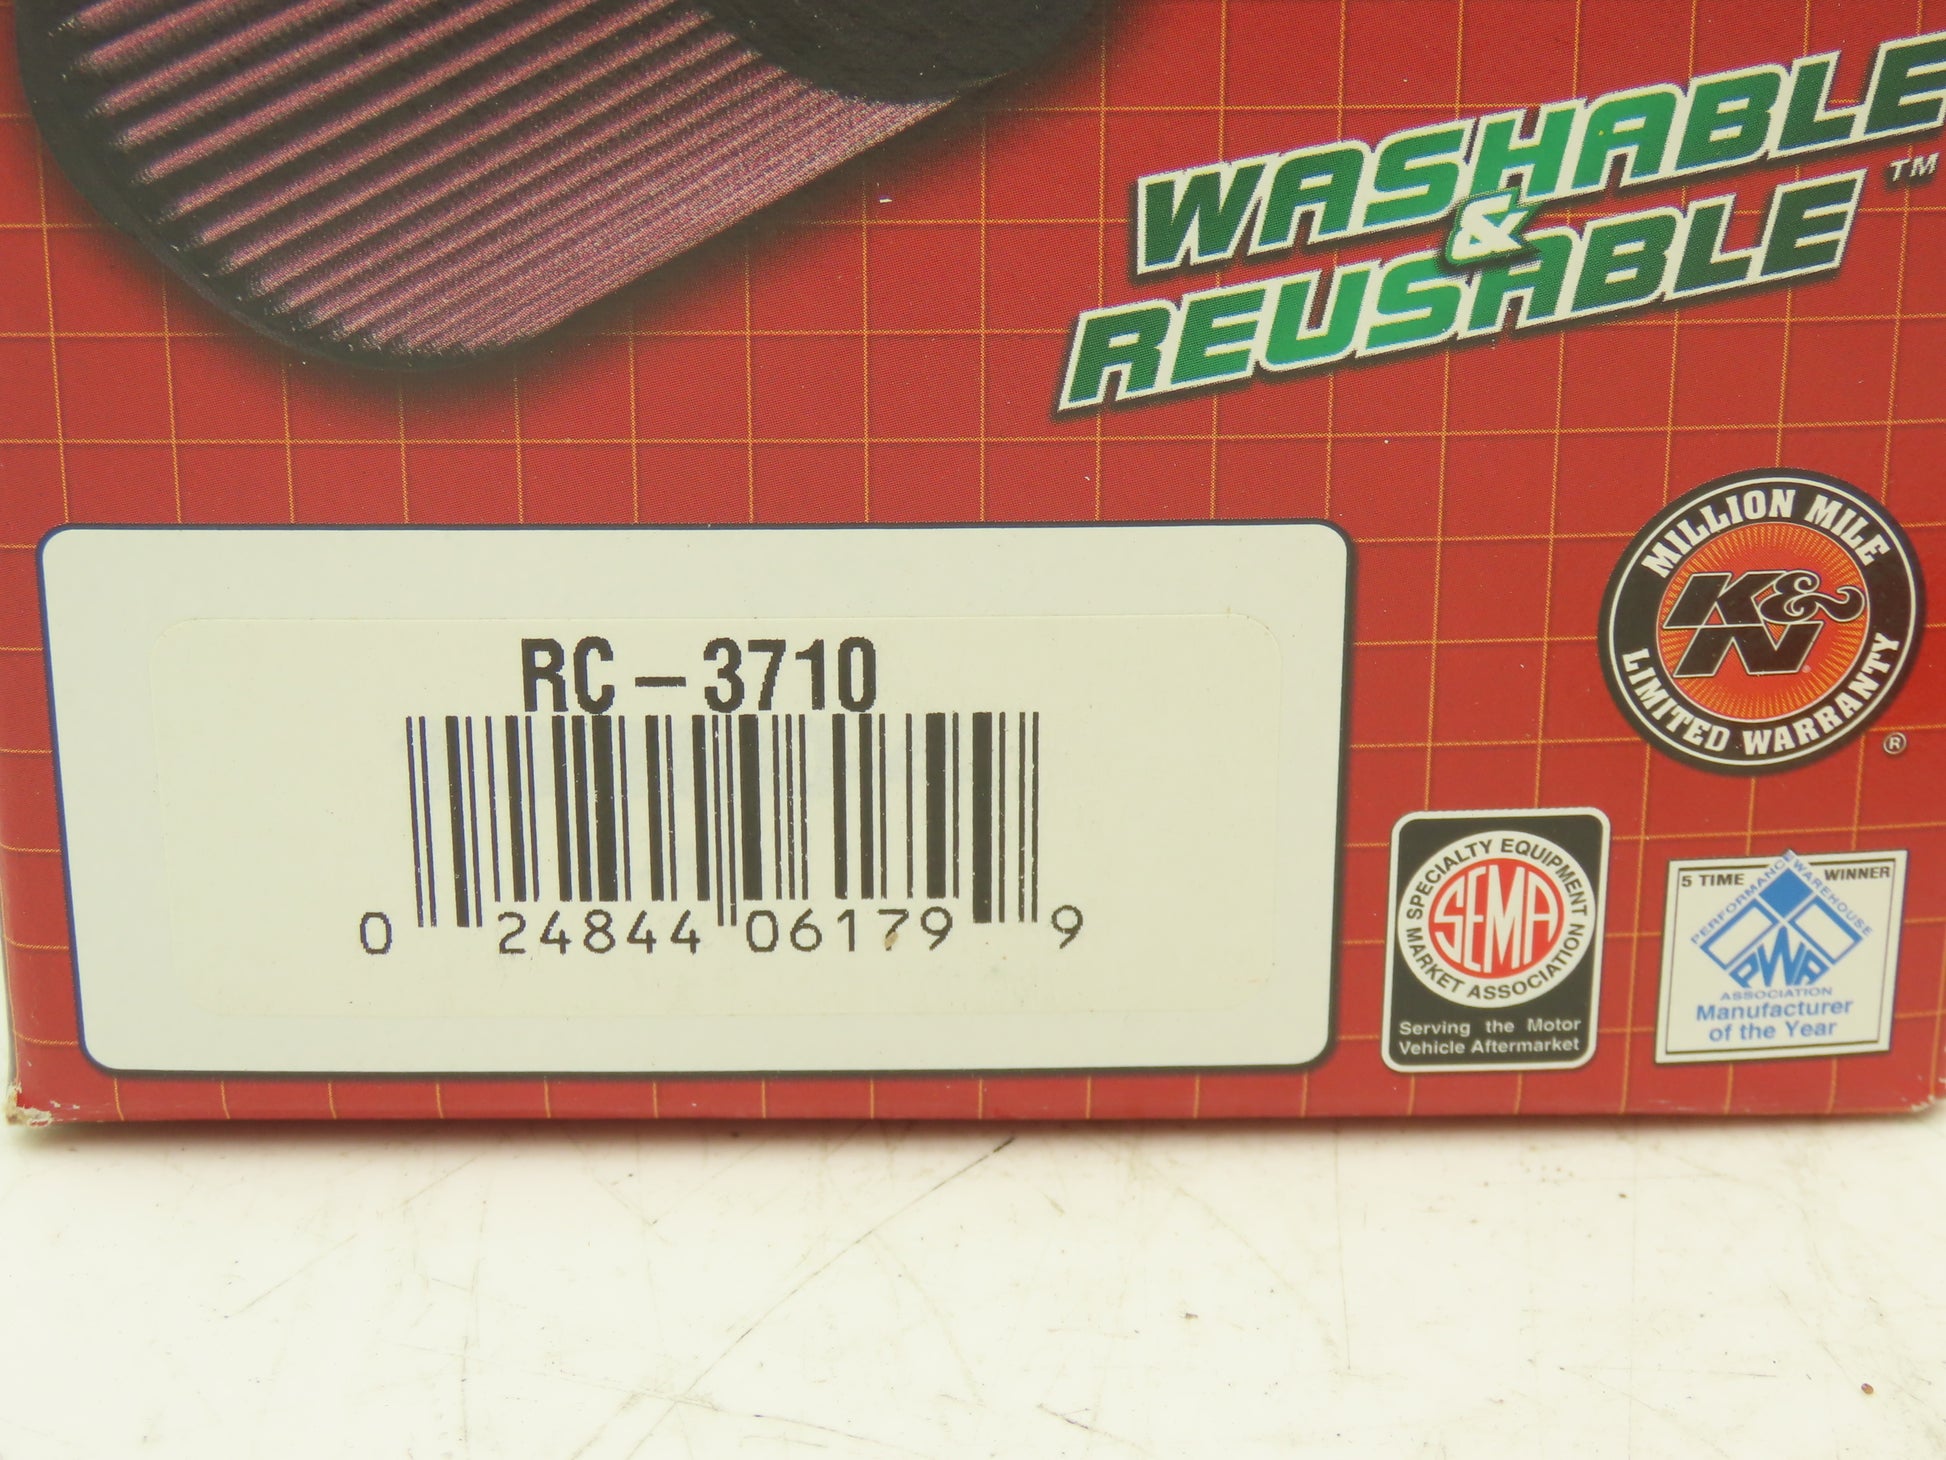 WASHABLE
&
REUSABLE™
MILLION MILE
K&N
LIMITED WARRANTY
®
RC-3710
0 24844 06179 9
SPECIALTY EQUIPMENT
SEMA
MARKET ASSOCIATION
Serving the Motor
Vehicle Aftermarket
5 TIME WINNER
PERFORMANCE WAREHOUSE
PWA
ASSOCIATION
Manufacturer
of the Year